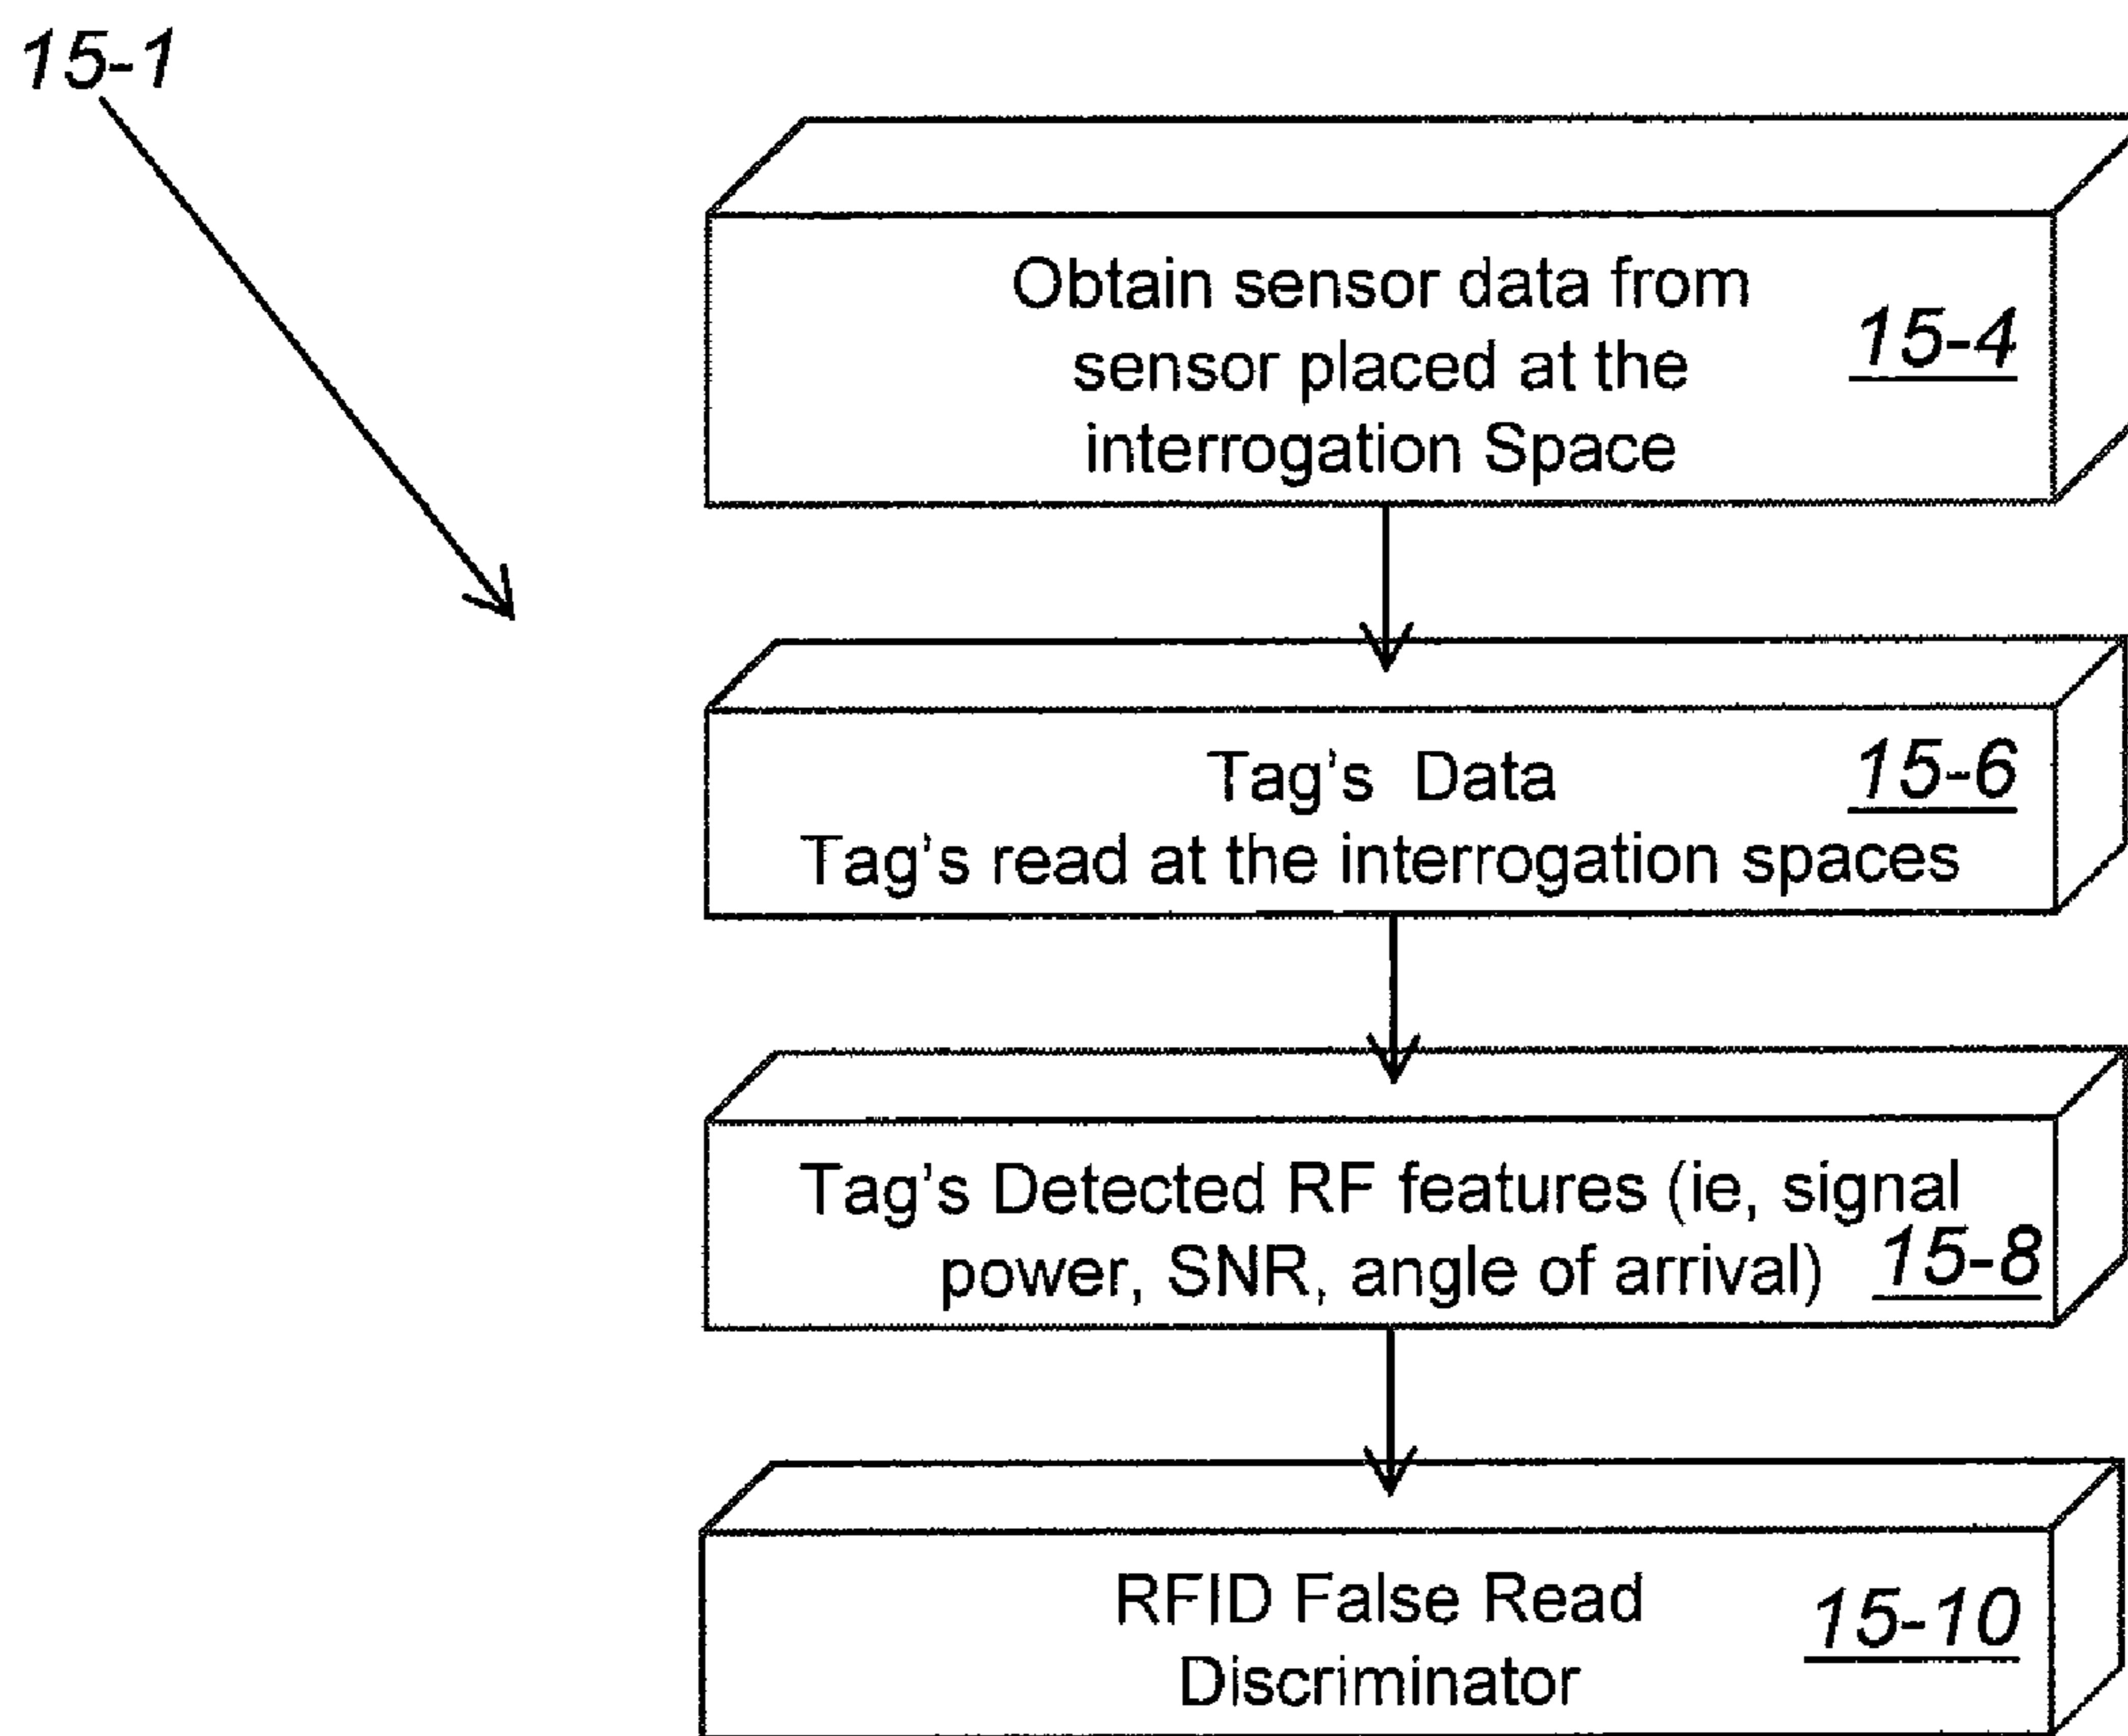 15-1
Obtain sensor data from
sensor placed at the
interrogation Space
15-4
Tag's Data
15-6
Tag's read at the interrogation spaces
Tag's Detected RF features (ie, signal
power, SNR, angle of arrival)
15-8
RFID False Read
Discriminator
15-10